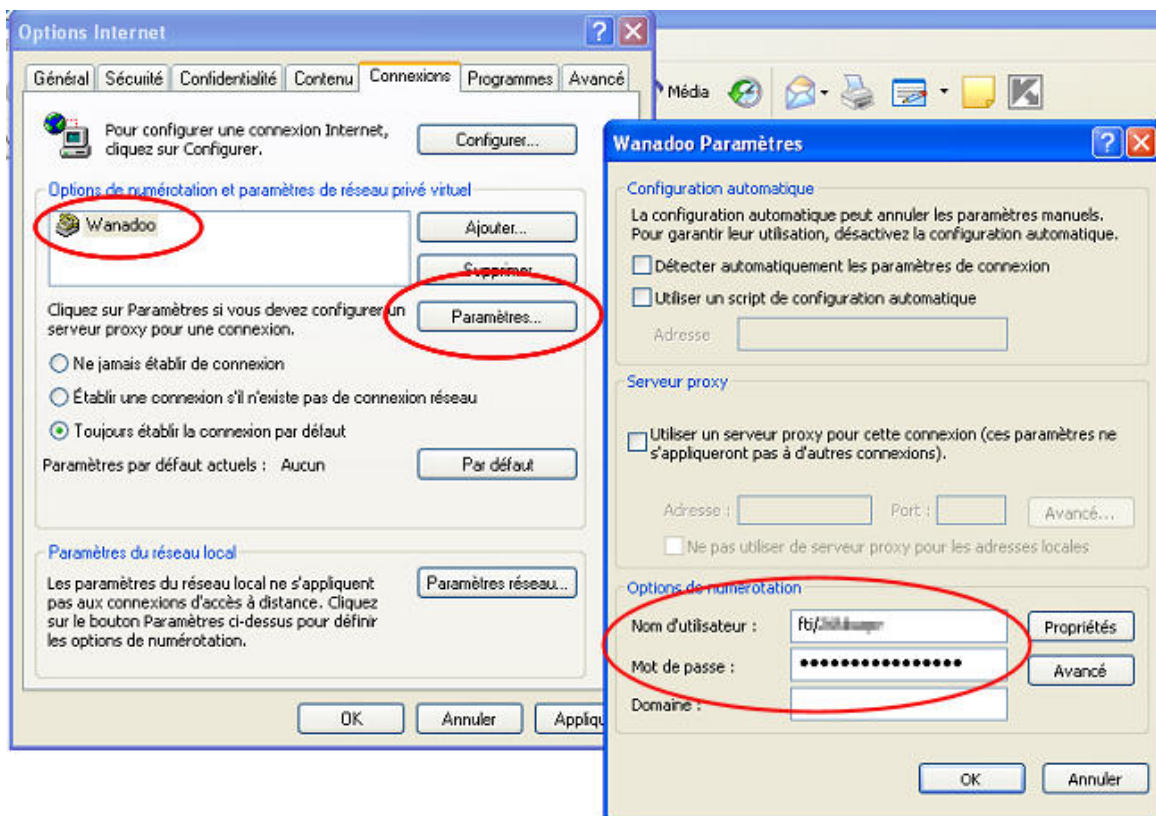 Options Internet
Général Sécurité Confidentialité Contenu Connexions Programmes Avancé
Pour configurer une connexion Internet,
cliquez sur Configurer.
Configurer...
Options de numérotation et paramètres de réseau privé virtuel
Wanadoo
Ajouter...
Supprimer
Cliquez sur Paramètres si vous devez configurer un
serveur proxy pour une connexion.
Paramètres...
Ne jamais établir de connexion
Établir une connexion s'il n'existe pas de connexion réseau
Toujours établir la connexion par défaut
Paramètres par défaut actuels : Aucun
Par défaut
Paramètres du réseau local
Les paramètres du réseau local ne s'appliquent
pas aux connexions d'accès à distance. Cliquez
sur le bouton Paramètres ci-dessus pour définir
les options de numérotation.
Paramètres réseau...
OK Annuler Appliqu
Média
Wanadoo Paramètres
Configuration automatique
La configuration automatique peut annuler les paramètres manuels.
Pour garantir leur utilisation, désactivez la configuration automatique.
Détecter automatiquement les paramètres de connexion
Utiliser un script de configuration automatique
Adresse
Serveur proxy
Utiliser un serveur proxy pour cette connexion (ces paramètres ne
s'appliqueront pas à d'autres connexions).
Adresse : Port : Avancé...
Ne pas utiliser de serveur proxy pour les adresses locales
Options de numérotation
Nom d'utilisateur : fti/ Propriétés
Mot de passe : Avancé
Domaine :
OK Annuler